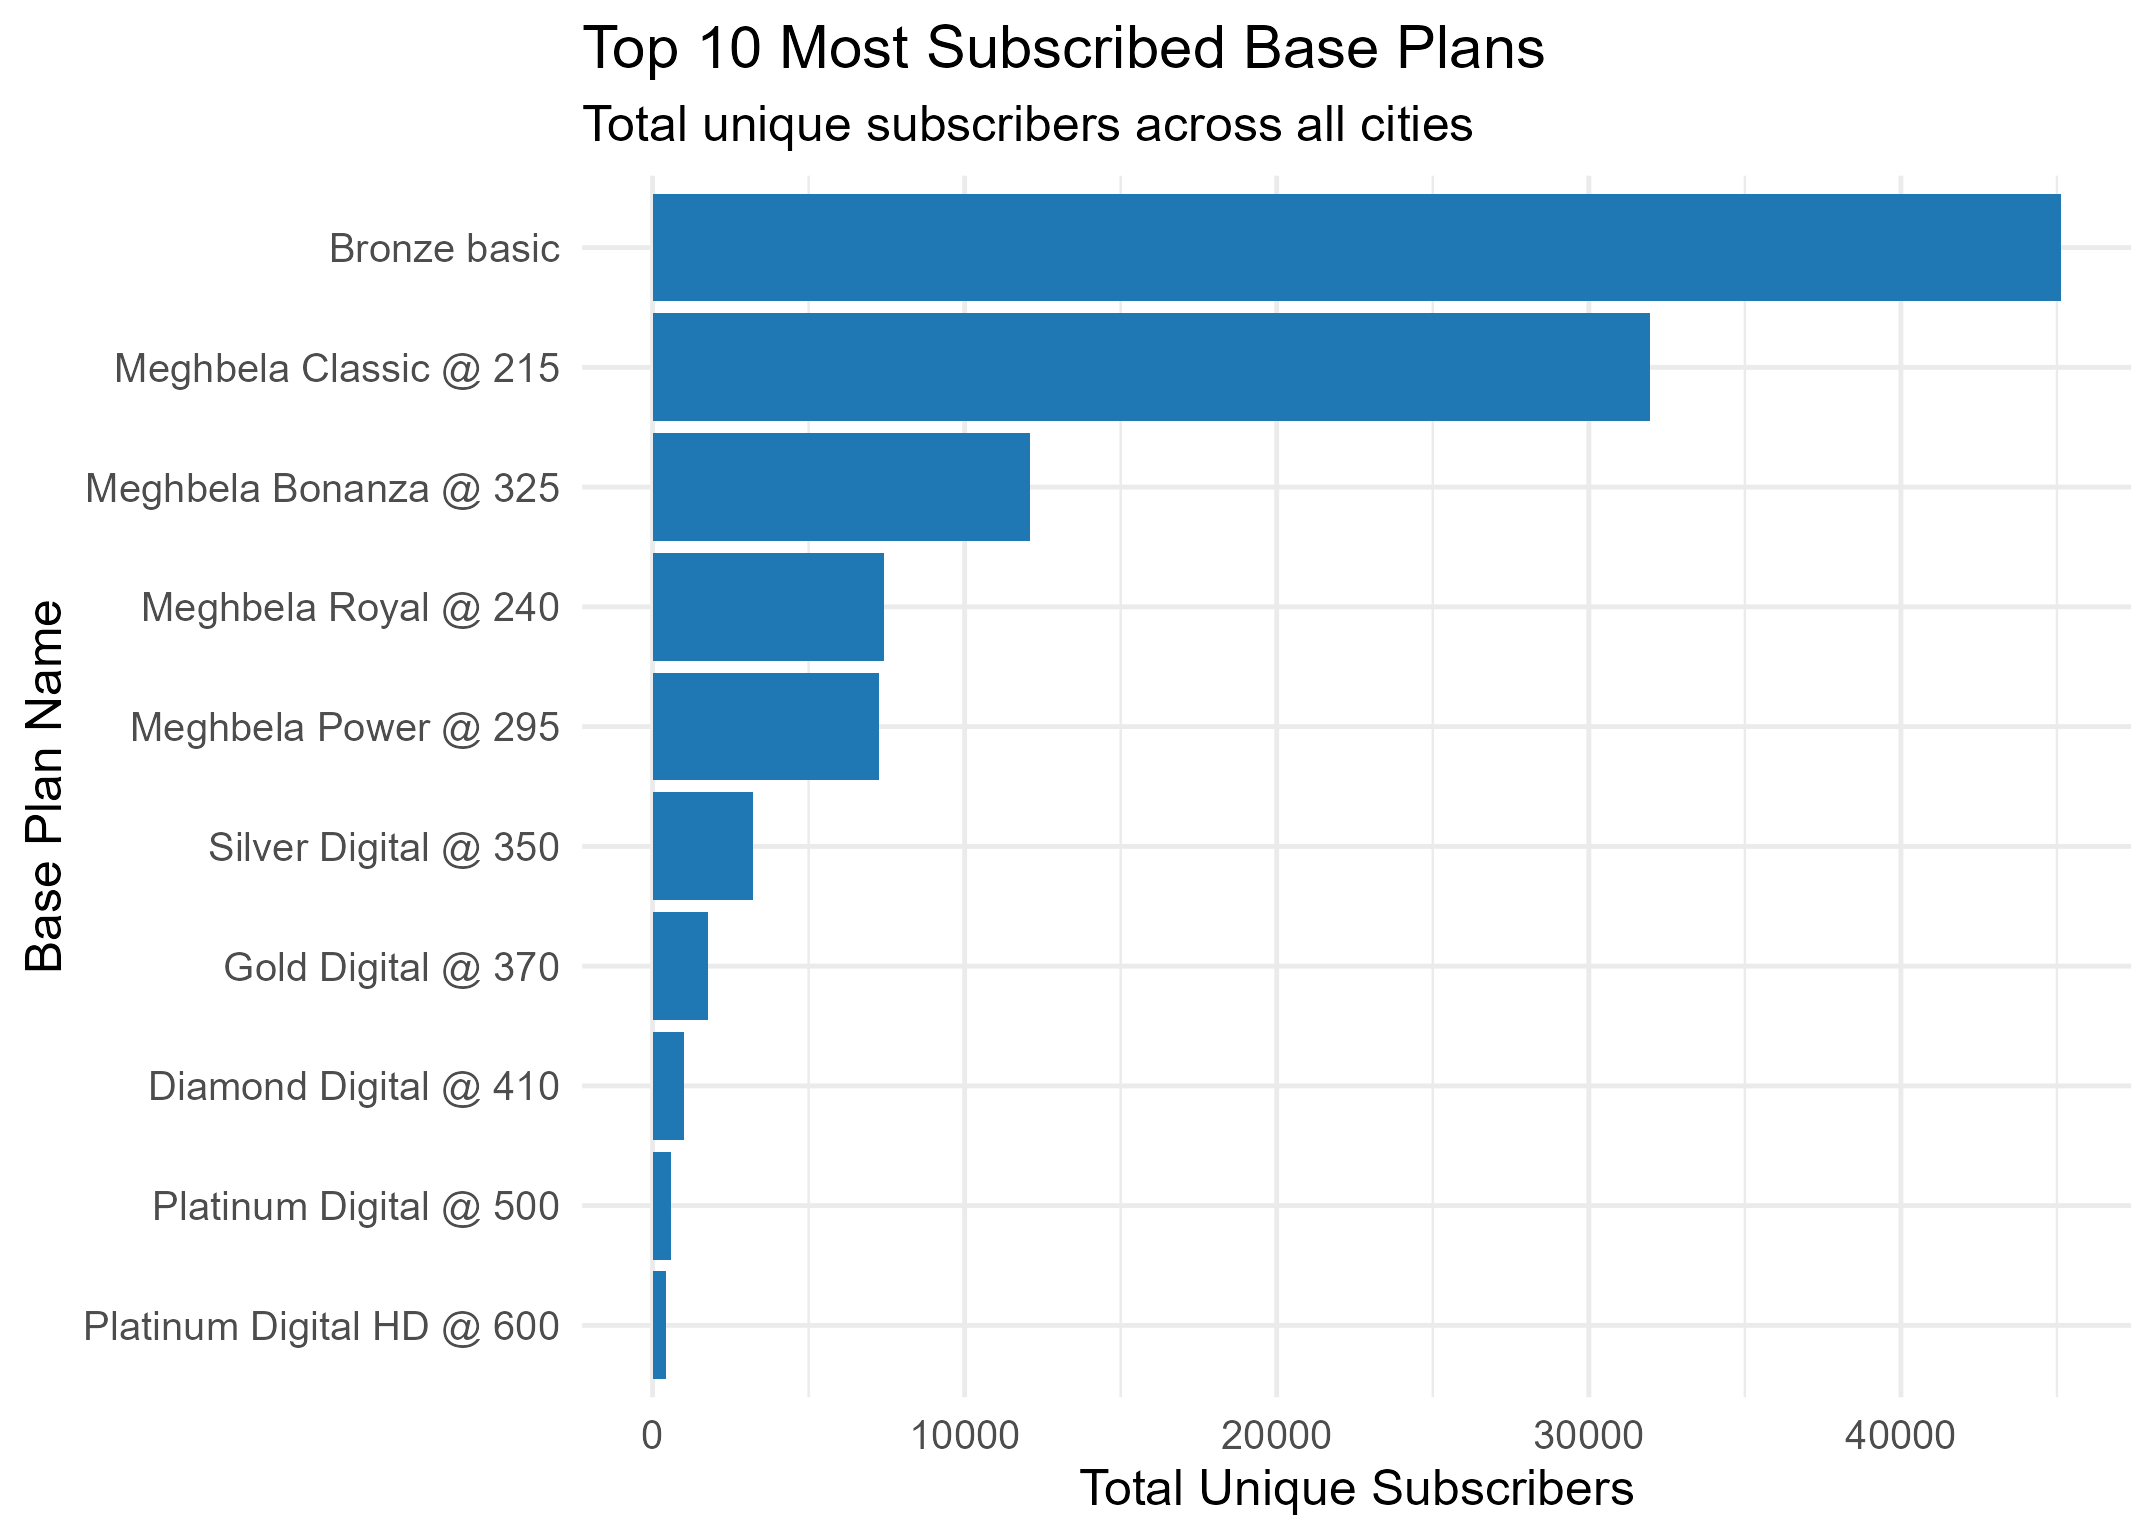 Top 10 Most Subscribed Base Plans
Total unique subscribers across all cities
Base Plan Name
Bronze basic
Meghbela Classic @ 215
Meghbela Bonanza @ 325
Meghbela Royal @ 240
Meghbela Power @ 295
Silver Digital @ 350
Gold Digital @ 370
Diamond Digital @ 410
Platinum Digital @ 500
Platinum Digital HD @ 600
0 10000 20000 30000 40000
Total Unique Subscribers